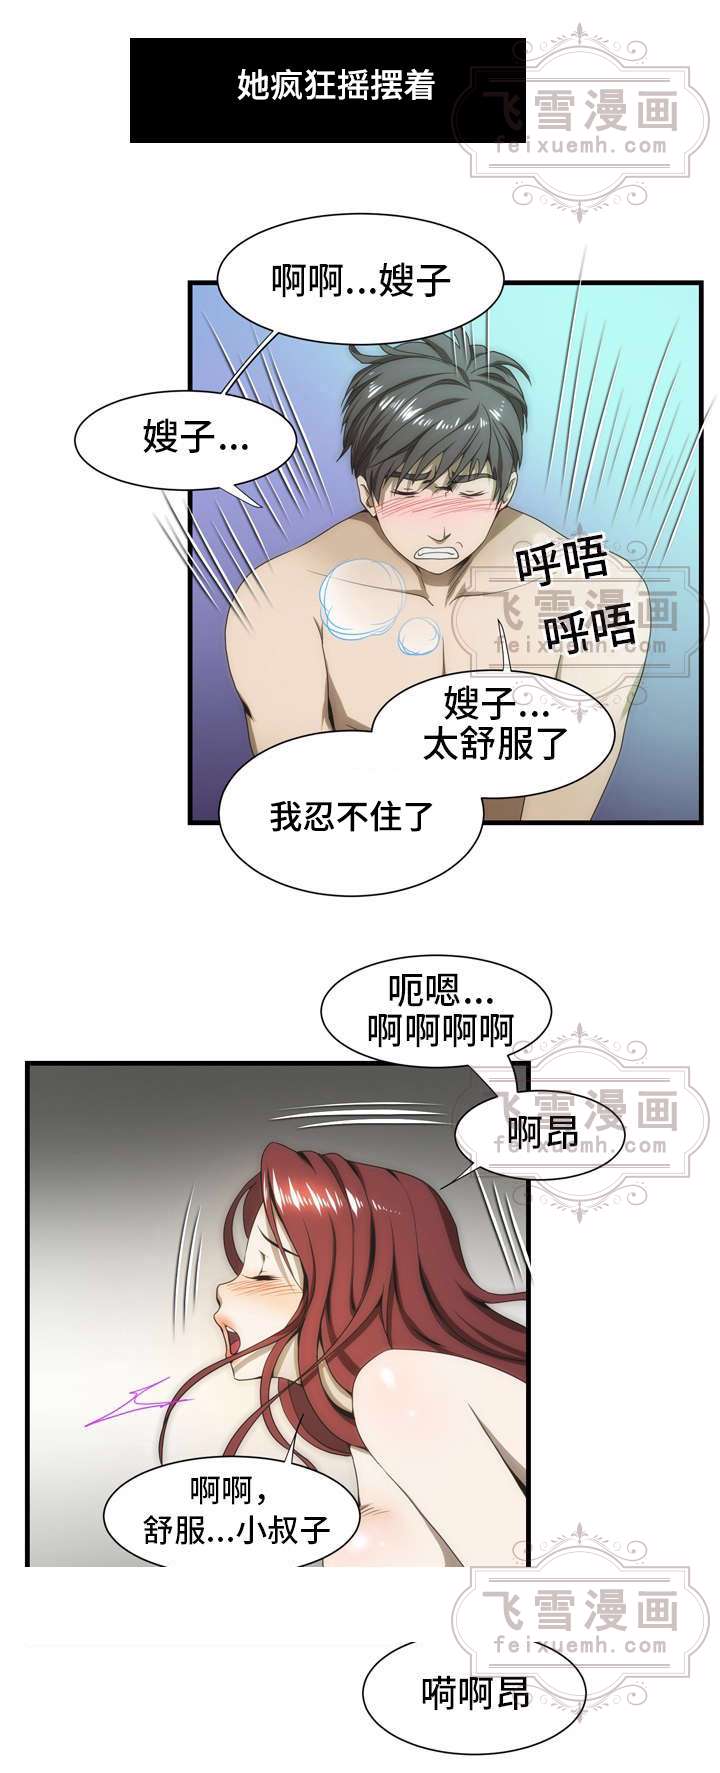 她疯狂摇摆着
飞雪漫画
feixuemh.com
啊啊...嫂子
嫂子...
呼唔
飞雪漫画
呼唔
feixuemh.com
嫂子...
太舒服了
我忍不住了
呃嗯...
啊啊啊啊
飞雪漫画
啊昂
feixuemh.com
啊啊，
舒服...小叔子
飞雪漫画
feixuemh.com
嗬啊昂